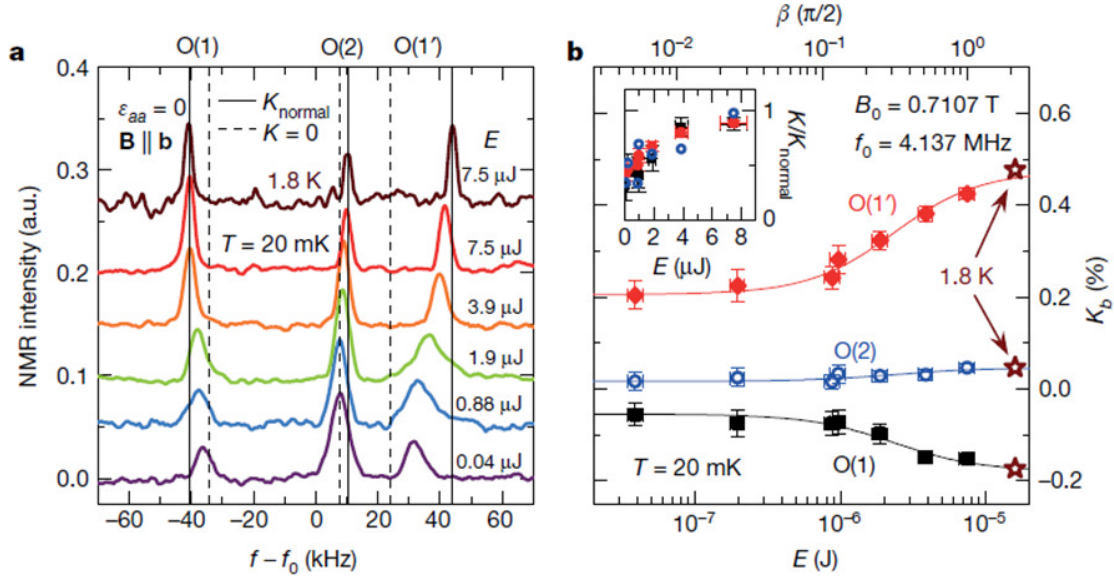 a
O(1) O(2) O(1′)
0.4
0.3
0.2
0.1
0.0
NMR intensity (a.u.)
ε_aa = 0
B || b
K_normal
K = 0
E
1.8 K
7.5 μJ
T = 20 mK
7.5 μJ
3.9 μJ
1.9 μJ
0.88 μJ
0.04 μJ
−60 −40 −20 0 20 40 60
f − f₀ (kHz)
b
β (π/2)
10⁻² 10⁻¹ 10⁰
B₀ = 0.7107 T
f₀ = 4.137 MHz
1
0
K/K_normal
0 2 4 6 8
E (μJ)
O(1′)
1.8 K
O(2)
O(1)
T = 20 mK
0.6
0.4
0.2
0.0
−0.2
K_b (%)
10⁻⁷ 10⁻⁶ 10⁻⁵
E (J)